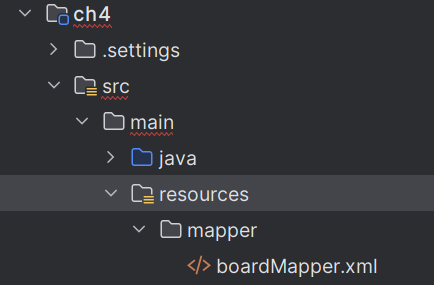 ch4
.settings
src
main
java
resources
mapper
boardMapper.xml